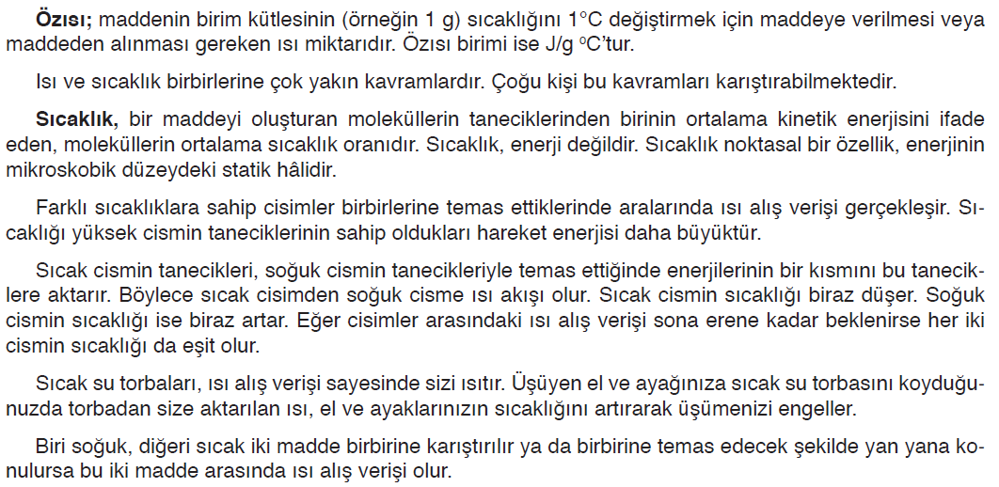 Özısı; maddenin birim kütlesinin (örneğin 1 g) sıcaklığını 1°C değiştirmek için maddeye verilmesi veya
maddeden alınması gereken ısı miktarıdır. Özısı birimi ise J/g °C’tur.
Isı ve sıcaklık birbirlerine çok yakın kavramlardır. Çoğu kişi bu kavramları karıştırabilmektedir.
Sıcaklık, bir maddeyi oluşturan moleküllerin taneciklerinden birinin ortalama kinetik enerjisini ifade
eden, moleküllerin ortalama sıcaklık oranıdır. Sıcaklık, enerji değildir. Sıcaklık noktasal bir özellik, enerjinin
mikroskobik düzeydeki statik hâlidir.
Farklı sıcaklıklara sahip cisimler birbirlerine temas ettiklerinde aralarında ısı alış verişi gerçekleşir. Sı-
caklığı yüksek cismin taneciklerinin sahip oldukları hareket enerjisi daha büyüktür.
Sıcak cismin tanecikleri, soğuk cismin tanecikleriyle temas ettiğinde enerjilerinin bir kısmını bu tanecik-
lere aktarır. Böylece sıcak cisimden soğuk cisme ısı akışı olur. Sıcak cismin sıcaklığı biraz düşer. Soğuk
cismin sıcaklığı ise biraz artar. Eğer cisimler arasındaki ısı alış verişi sona erene kadar beklenirse her iki
cismin sıcaklığı da eşit olur.
Sıcak su torbaları, ısı alış verişi sayesinde sizi ısıtır. Üşüyen el ve ayağınıza sıcak su torbasını koyduğu-
nuzda torbadan size aktarılan ısı, el ve ayaklarınızın sıcaklığını artırarak üşümenizi engeller.
Biri soğuk, diğeri sıcak iki madde birbirine karıştırılır ya da birbirine temas edecek şekilde yan yana ko-
nulursa bu iki madde arasında ısı alış verişi olur.